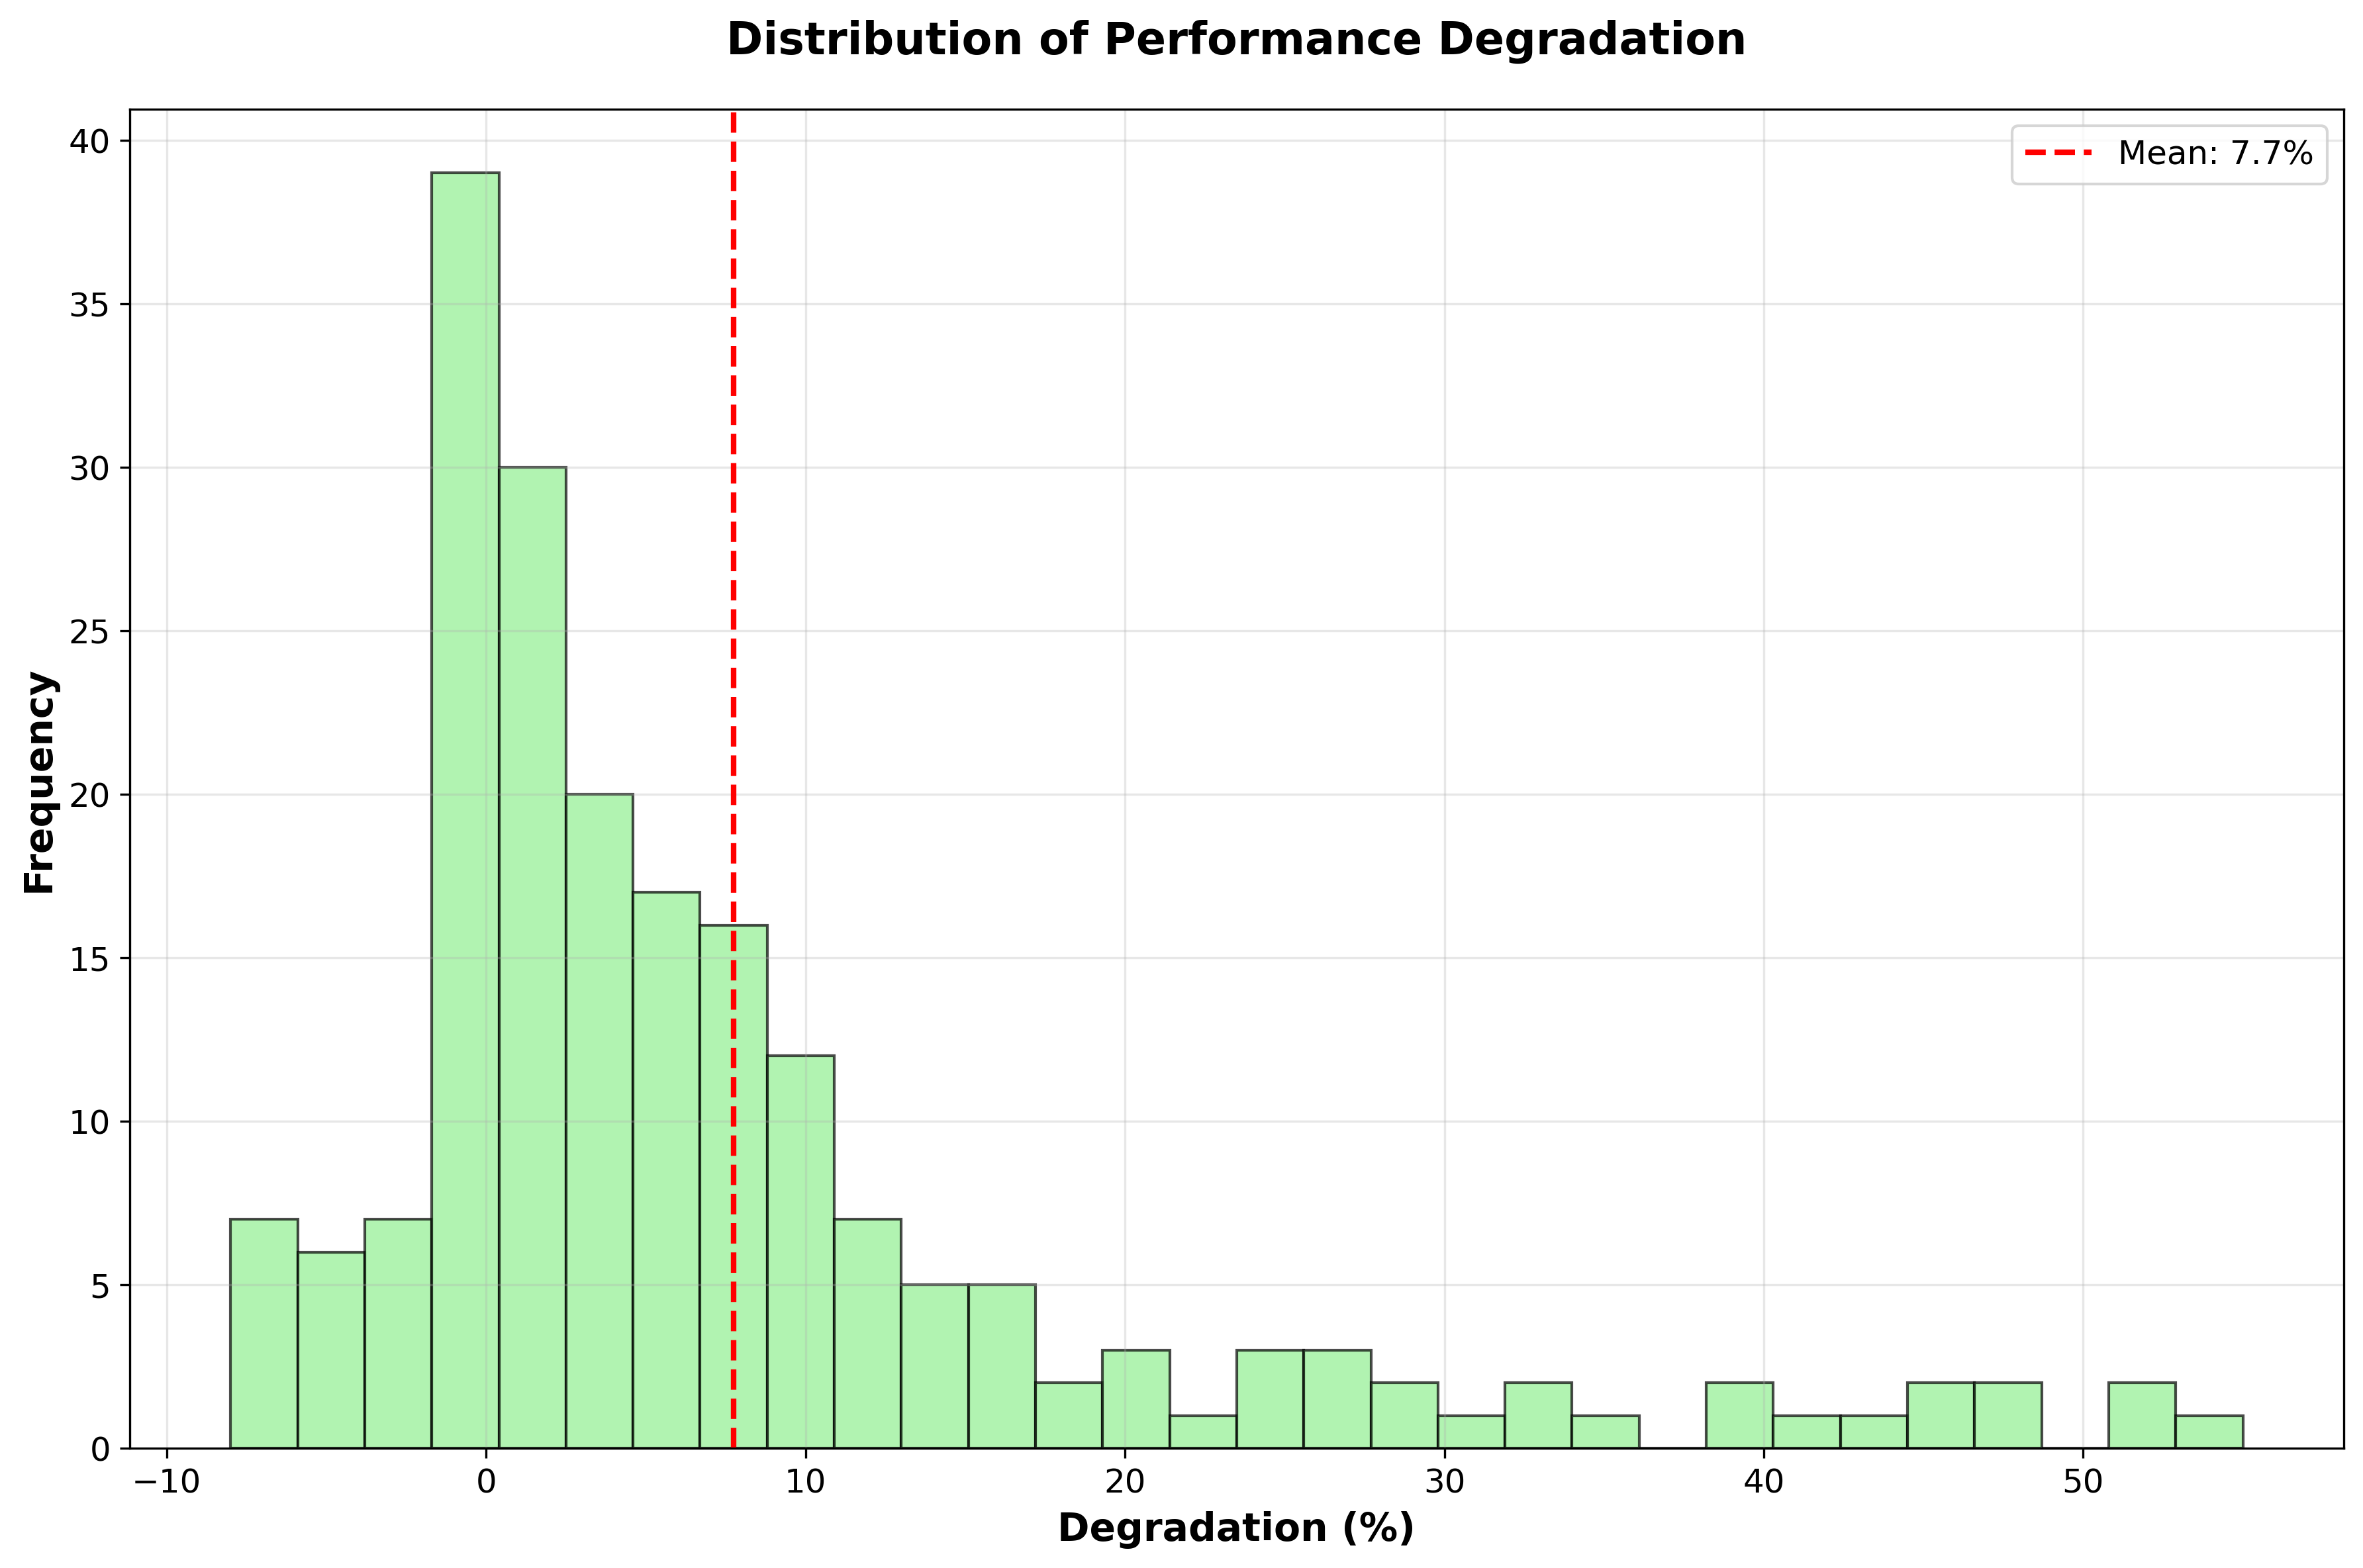 Distribution of Performance Degradation
Mean: 7.7%
Frequency
40
35
30
25
20
15
10
5
0
−10 0 10 20 30 40 50
Degradation (%)